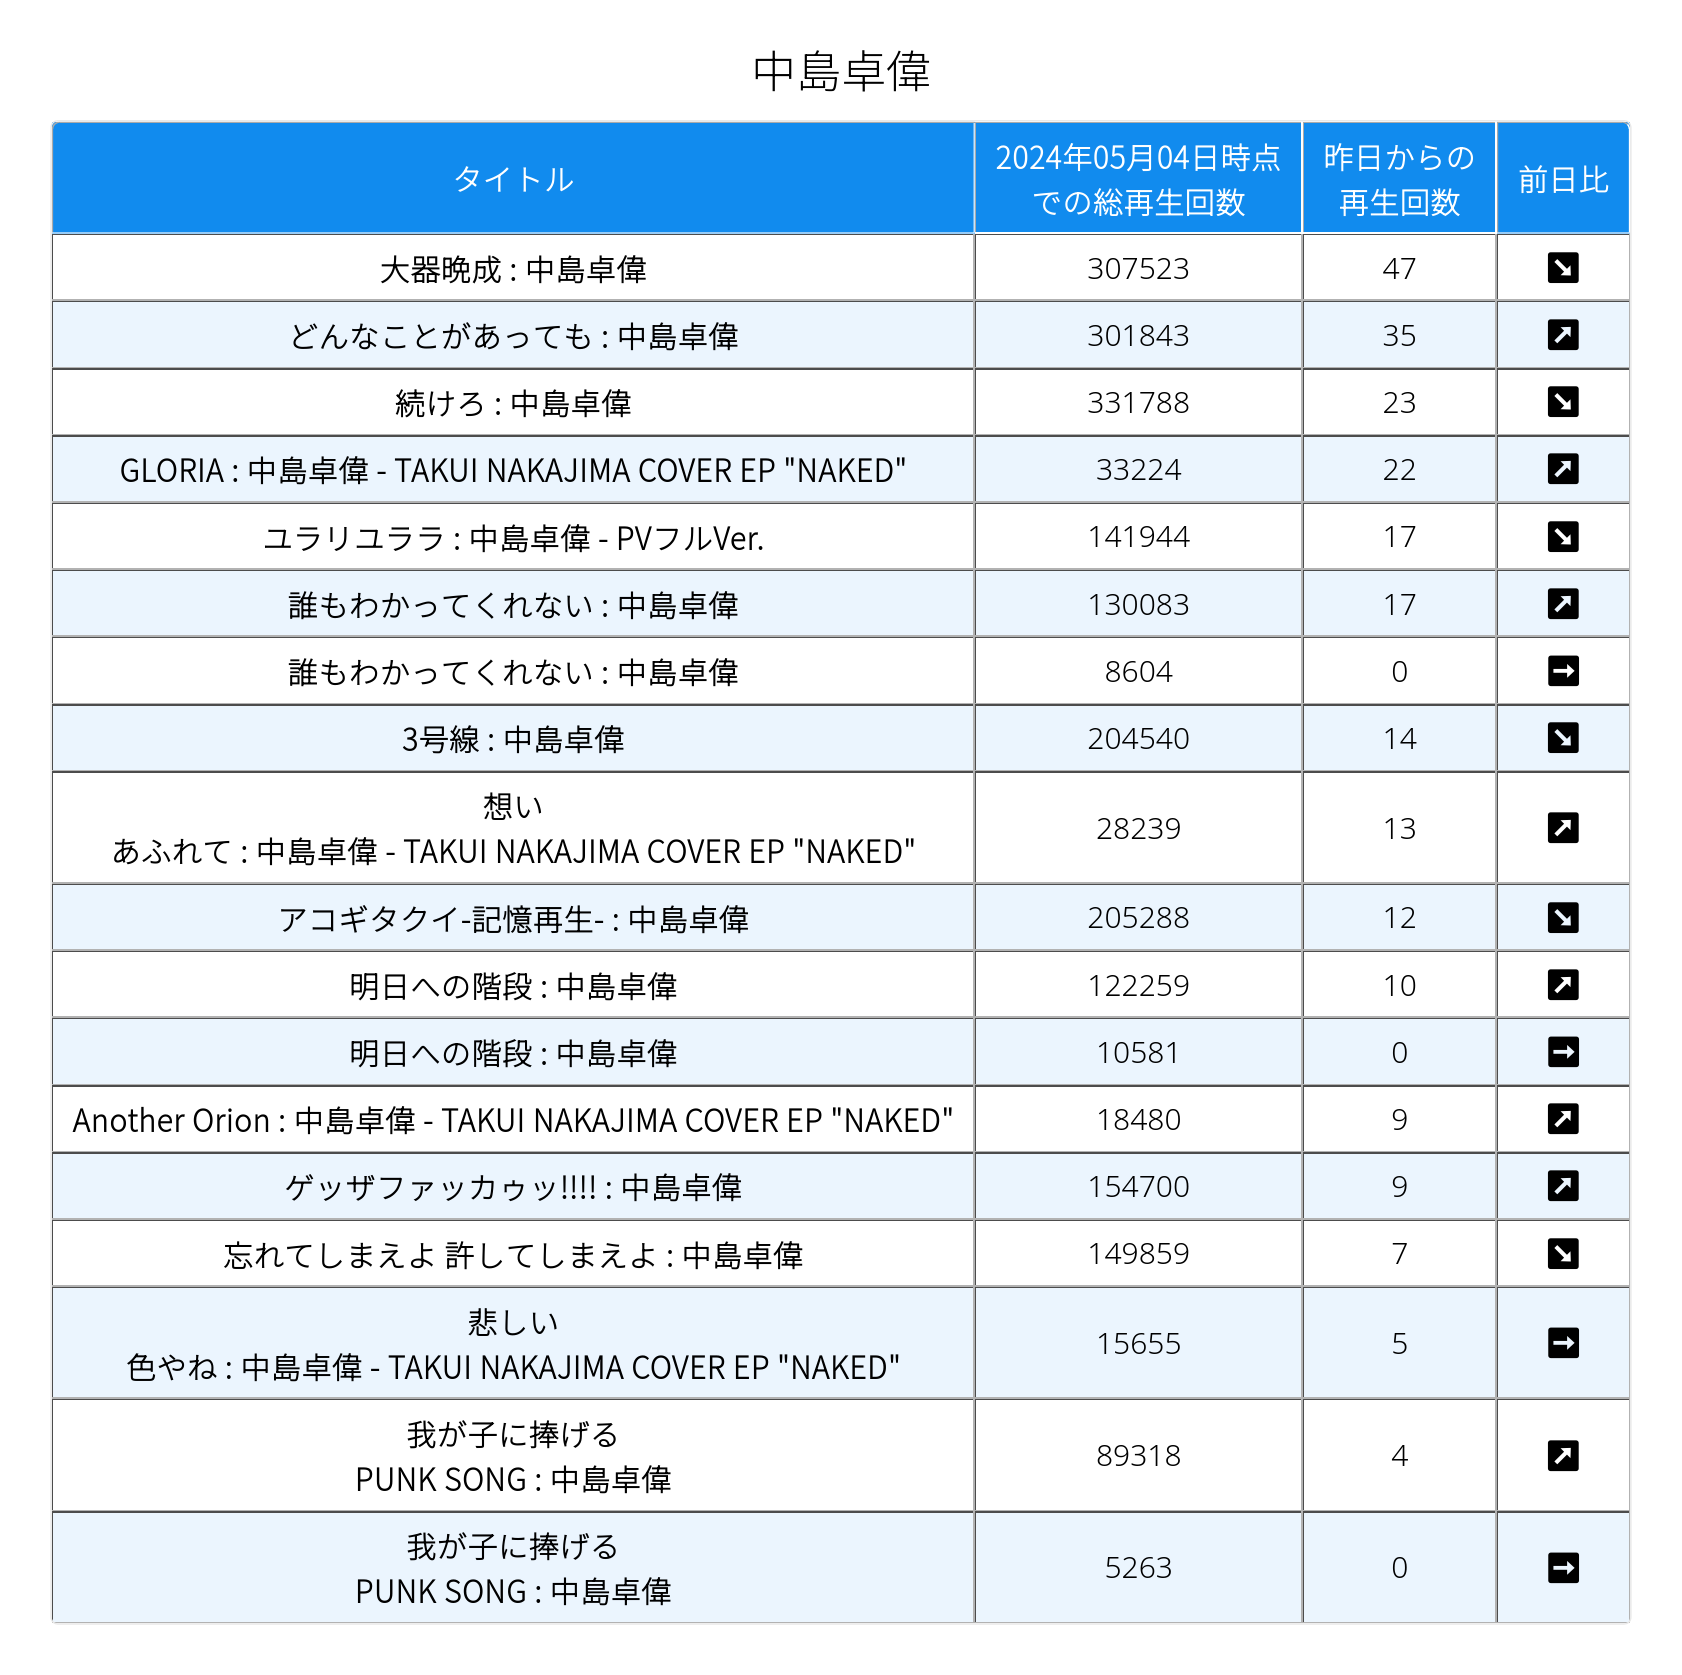 中島卓偉
タイトル
2024年05月04日時点
での総再生回数
昨日からの
再生回数
前日比
大器晩成 : 中島卓偉 307523 47 ↘
どんなことがあっても : 中島卓偉 301843 35 ↗
続けろ : 中島卓偉 331788 23 ↘
GLORIA : 中島卓偉 - TAKUI NAKAJIMA COVER EP "NAKED" 33224 22 ↗
ユラリユララ : 中島卓偉 - PVフルVer. 141944 17 ↘
誰もわかってくれない : 中島卓偉 130083 17 ↗
誰もわかってくれない : 中島卓偉 8604 0 →
3号線 : 中島卓偉 204540 14 ↘
想い
あふれて : 中島卓偉 - TAKUI NAKAJIMA COVER EP "NAKED" 28239 13 ↗
アコギタクイ-記憶再生- : 中島卓偉 205288 12 ↘
明日への階段 : 中島卓偉 122259 10 ↗
明日への階段 : 中島卓偉 10581 0 →
Another Orion : 中島卓偉 - TAKUI NAKAJIMA COVER EP "NAKED" 18480 9 ↗
ゲッザファッカゥッ!!!! : 中島卓偉 154700 9 ↗
忘れてしまえよ 許してしまえよ : 中島卓偉 149859 7 ↘
悲しい
色やね : 中島卓偉 - TAKUI NAKAJIMA COVER EP "NAKED" 15655 5 →
我が子に捧げる
PUNK SONG : 中島卓偉 89318 4 ↗
我が子に捧げる
PUNK SONG : 中島卓偉 5263 0 →